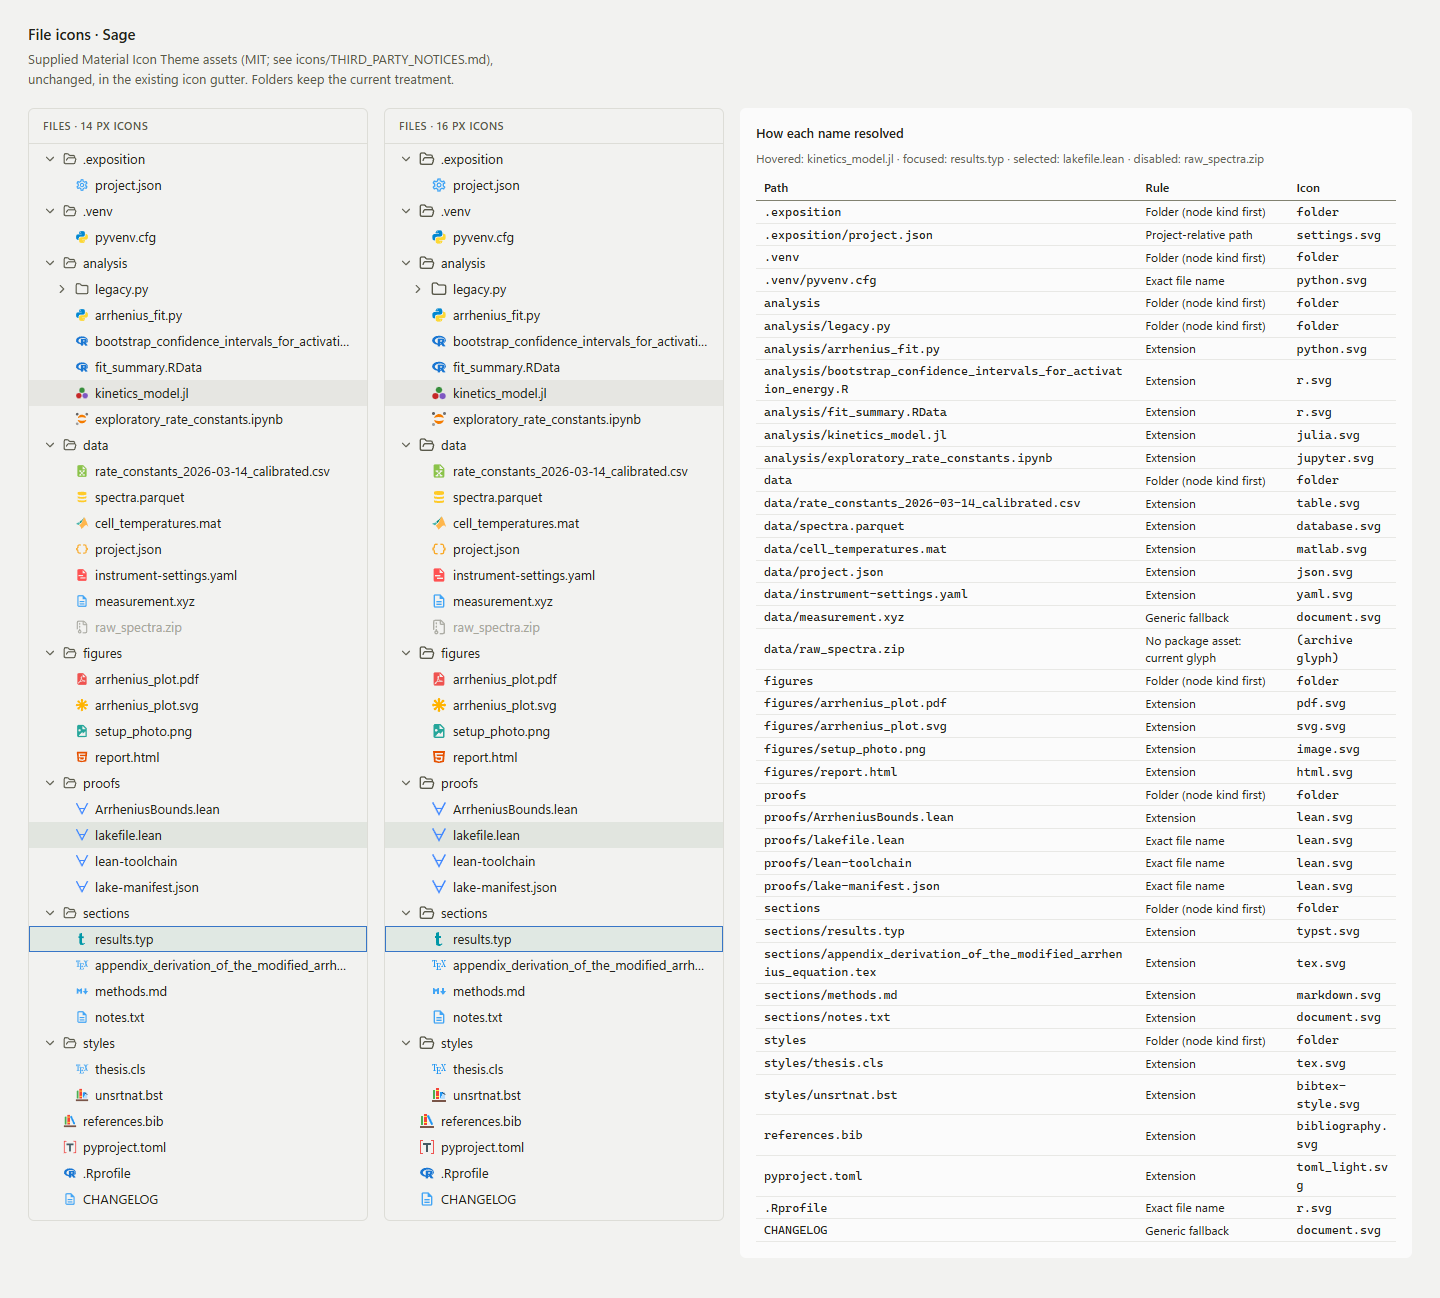 File icons · Sage
Supplied Material Icon Theme assets (MIT; see icons/THIRD_PARTY_NOTICES.md),
unchanged, in the existing icon gutter. Folders keep the current treatment.
FILES · 14 PX ICONS
.exposition
project.json
.venv
pyvenv.cfg
analysis
legacy.py
arrhenius_fit.py
bootstrap_confidence_intervals_for_activati...
fit_summary.RData
kinetics_model.jl
exploratory_rate_constants.ipynb
data
rate_constants_2026-03-14_calibrated.csv
spectra.parquet
cell_temperatures.mat
project.json
instrument-settings.yaml
measurement.xyz
raw_spectra.zip
figures
arrhenius_plot.pdf
arrhenius_plot.svg
setup_photo.png
report.html
proofs
ArrheniusBounds.lean
lakefile.lean
lean-toolchain
lake-manifest.json
sections
results.typ
appendix_derivation_of_the_modified_arrh...
methods.md
notes.txt
styles
thesis.cls
unsrtnat.bst
references.bib
pyproject.toml
.Rprofile
CHANGELOG
FILES · 16 PX ICONS
.exposition
project.json
.venv
pyvenv.cfg
analysis
legacy.py
arrhenius_fit.py
bootstrap_confidence_intervals_for_activati...
fit_summary.RData
kinetics_model.jl
exploratory_rate_constants.ipynb
data
rate_constants_2026-03-14_calibrated.csv
spectra.parquet
cell_temperatures.mat
project.json
instrument-settings.yaml
measurement.xyz
raw_spectra.zip
figures
arrhenius_plot.pdf
arrhenius_plot.svg
setup_photo.png
report.html
proofs
ArrheniusBounds.lean
lakefile.lean
lean-toolchain
lake-manifest.json
sections
results.typ
appendix_derivation_of_the_modified_arrh...
methods.md
notes.txt
styles
thesis.cls
unsrtnat.bst
references.bib
pyproject.toml
.Rprofile
CHANGELOG
How each name resolved
Hovered: kinetics_model.jl · focused: results.typ · selected: lakefile.lean · disabled: raw_spectra.zip
Path Rule Icon
.exposition Folder (node kind first) folder
.exposition/project.json Project-relative path settings.svg
.venv Folder (node kind first) folder
.venv/pyvenv.cfg Exact file name python.svg
analysis Folder (node kind first) folder
analysis/legacy.py Folder (node kind first) folder
analysis/arrhenius_fit.py Extension python.svg
analysis/bootstrap_confidence_intervals_for_activat
ion_energy.R Extension r.svg
analysis/fit_summary.RData Extension r.svg
analysis/kinetics_model.jl Extension julia.svg
analysis/exploratory_rate_constants.ipynb Extension jupyter.svg
data Folder (node kind first) folder
data/rate_constants_2026-03-14_calibrated.csv Extension table.svg
data/spectra.parquet Extension database.svg
data/cell_temperatures.mat Extension matlab.svg
data/project.json Extension json.svg
data/instrument-settings.yaml Extension yaml.svg
data/measurement.xyz Generic fallback document.svg
data/raw_spectra.zip No package asset: (archive
current glyph glyph)
figures Folder (node kind first) folder
figures/arrhenius_plot.pdf Extension pdf.svg
figures/arrhenius_plot.svg Extension svg.svg
figures/setup_photo.png Extension image.svg
figures/report.html Extension html.svg
proofs Folder (node kind first) folder
proofs/ArrheniusBounds.lean Extension lean.svg
proofs/lakefile.lean Exact file name lean.svg
proofs/lean-toolchain Exact file name lean.svg
proofs/lake-manifest.json Exact file name lean.svg
sections Folder (node kind first) folder
sections/results.typ Extension typst.svg
sections/appendix_derivation_of_the_modified_arrhen
ius_equation.tex Extension tex.svg
sections/methods.md Extension markdown.svg
sections/notes.txt Extension document.svg
styles Folder (node kind first) folder
styles/thesis.cls Extension tex.svg
styles/unsrtnat.bst Extension bibtex-
style.svg
references.bib Extension bibliography.
svg
pyproject.toml Extension toml_light.sv
g
.Rprofile Exact file name r.svg
CHANGELOG Generic fallback document.svg